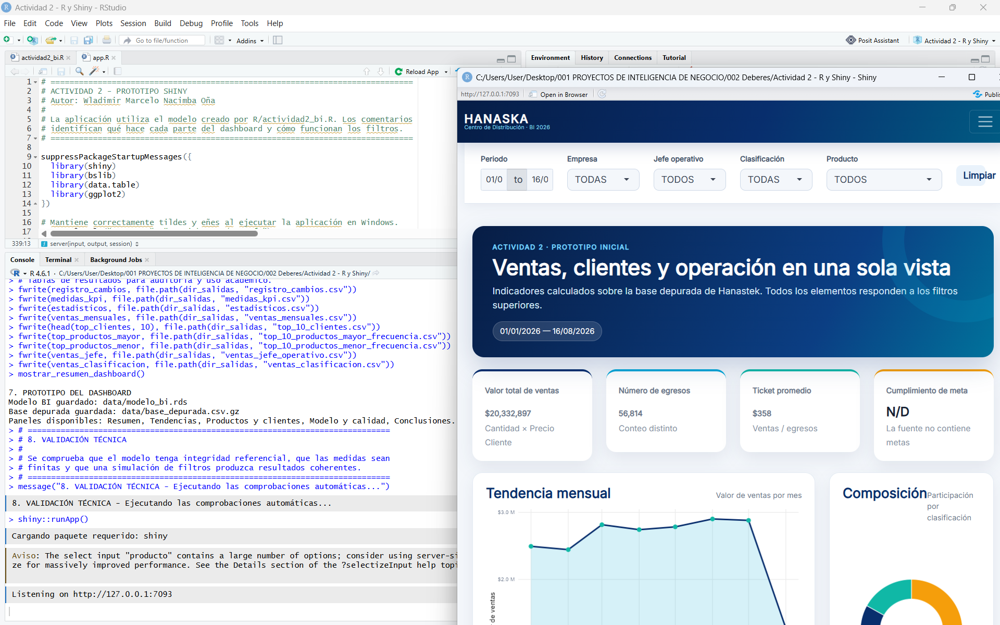 Actividad 2 - R y Shiny - RStudio
File Edit Code View Plots Session Build Debug Profile Tools Help
Go to file/function
Addins
Posit Assistant
Actividad 2 - R y Shiny
actividad2_bi.R
app.R
Reload App
1 # =============================================================================
2 # ACTIVIDAD 2 - PROTOTIPO SHINY
3 # Autor: Wladimir Marcelo Nacimba Oña
4 #
5 # La aplicación utiliza el modelo creado por R/actividad2_bi.R. Los comentarios
6 # identifican qué hace cada parte del dashboard y cómo funcionan los filtros.
7 # =============================================================================
8
9 suppressPackageStartupMessages({
10 library(shiny)
11 library(bslib)
12 library(data.table)
13 library(ggplot2)
14 })
15
16 # Mantiene correctamente tildes y eñes al ejecutar la aplicación en Windows.
17
339:13 server(input, output, session)
Console Terminal Background Jobs
R 4.6.1 · C:/Users/User/Desktop/001 PROYECTOS DE INTELIGENCIA DE NEGOCIO/002 Deberes/Actividad 2 - R y Shiny/
> # Tablas de resultados para auditoría y uso académico.
> fwrite(registro_cambios, file.path(dir_salidas, "registro_cambios.csv"))
> fwrite(medidas_kpi, file.path(dir_salidas, "medidas_kpi.csv"))
> fwrite(estadisticos, file.path(dir_salidas, "estadisticos.csv"))
> fwrite(ventas_mensuales, file.path(dir_salidas, "ventas_mensuales.csv"))
> fwrite(head(top_clientes, 10), file.path(dir_salidas, "top_10_clientes.csv"))
> fwrite(top_productos_mayor, file.path(dir_salidas, "top_10_productos_mayor_frecuencia.csv"))
> fwrite(top_productos_menor, file.path(dir_salidas, "top_10_productos_menor_frecuencia.csv"))
> fwrite(ventas_jefe, file.path(dir_salidas, "ventas_jefe_operativo.csv"))
> fwrite(ventas_clasificacion, file.path(dir_salidas, "ventas_clasificacion.csv"))
> mostrar_resumen_dashboard()
7. PROTOTIPO DEL DASHBOARD
Modelo BI guardado: data/modelo_bi.rds
Base depurada guardada: data/base_depurada.csv.gz
Paneles disponibles: Resumen, Tendencias, Productos y clientes, Modelo y calidad, Conclusiones.
> # =============================================================================
> # 8. VALIDACIÓN TÉCNICA
> #
> # Se comprueba que el modelo tenga integridad referencial, que las medidas sean
> # finitas y que una simulación de filtros produzca resultados coherentes.
> # =============================================================================
> message("8. VALIDACIÓN TÉCNICA - Ejecutando las comprobaciones automáticas...")
8. VALIDACIÓN TÉCNICA - Ejecutando las comprobaciones automáticas...
> shiny::runApp()
Cargando paquete requerido: shiny
Aviso: The select input "producto" contains a large number of options; consider using server-si
ze for massively improved performance. See the Details section of the ?selectizeInput help topi
Listening on http://127.0.0.1:7093
Environment History Connections Tutorial
C:/Users/User/Desktop/001 PROYECTOS DE INTELIGENCIA DE NEGOCIO/002 Deberes/Actividad 2 - R y Shiny - Shiny
http://127.0.0.1:7093 Open in Browser Publis
HANASKA
Centro de Distribución · BI 2026
Periodo Empresa Jefe operativo Clasificación Producto
01/0 to 16/0 TODAS TODOS TODAS TODOS Limpiar
ACTIVIDAD 2 · PROTOTIPO INICIAL
Ventas, clientes y operación en una sola vista
Indicadores calculados sobre la base depurada de Hanastek. Todos los elementos responden a los filtros
superiores.
01/01/2026 — 16/08/2026
Valor total de ventas
$20,332,897
Cantidad × Precio
Cliente
Número de egresos
56,814
Conteo distinto
Ticket promedio
$358
Ventas / egresos
Cumplimiento de meta
N/D
La fuente no contiene
metas
Tendencia mensual
Valor de ventas por mes
$3.0 M
$2.0 M
de ventas
Composición
Participación
por
clasificación